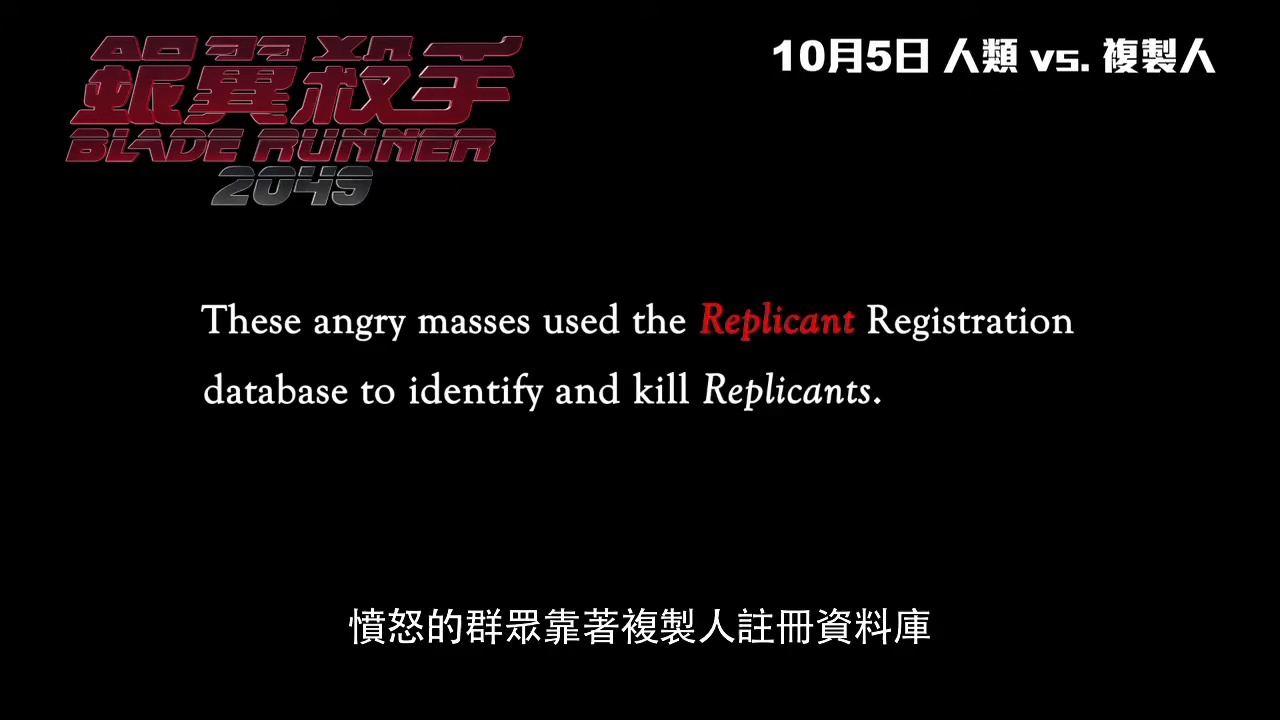 銀翼殺手
BLADE RUNNER
2049
10月5日 人類 vs. 複製人
These angry masses used the Replicant Registration
database to identify and kill Replicants.
憤怒的群眾靠著複製人註冊資料庫